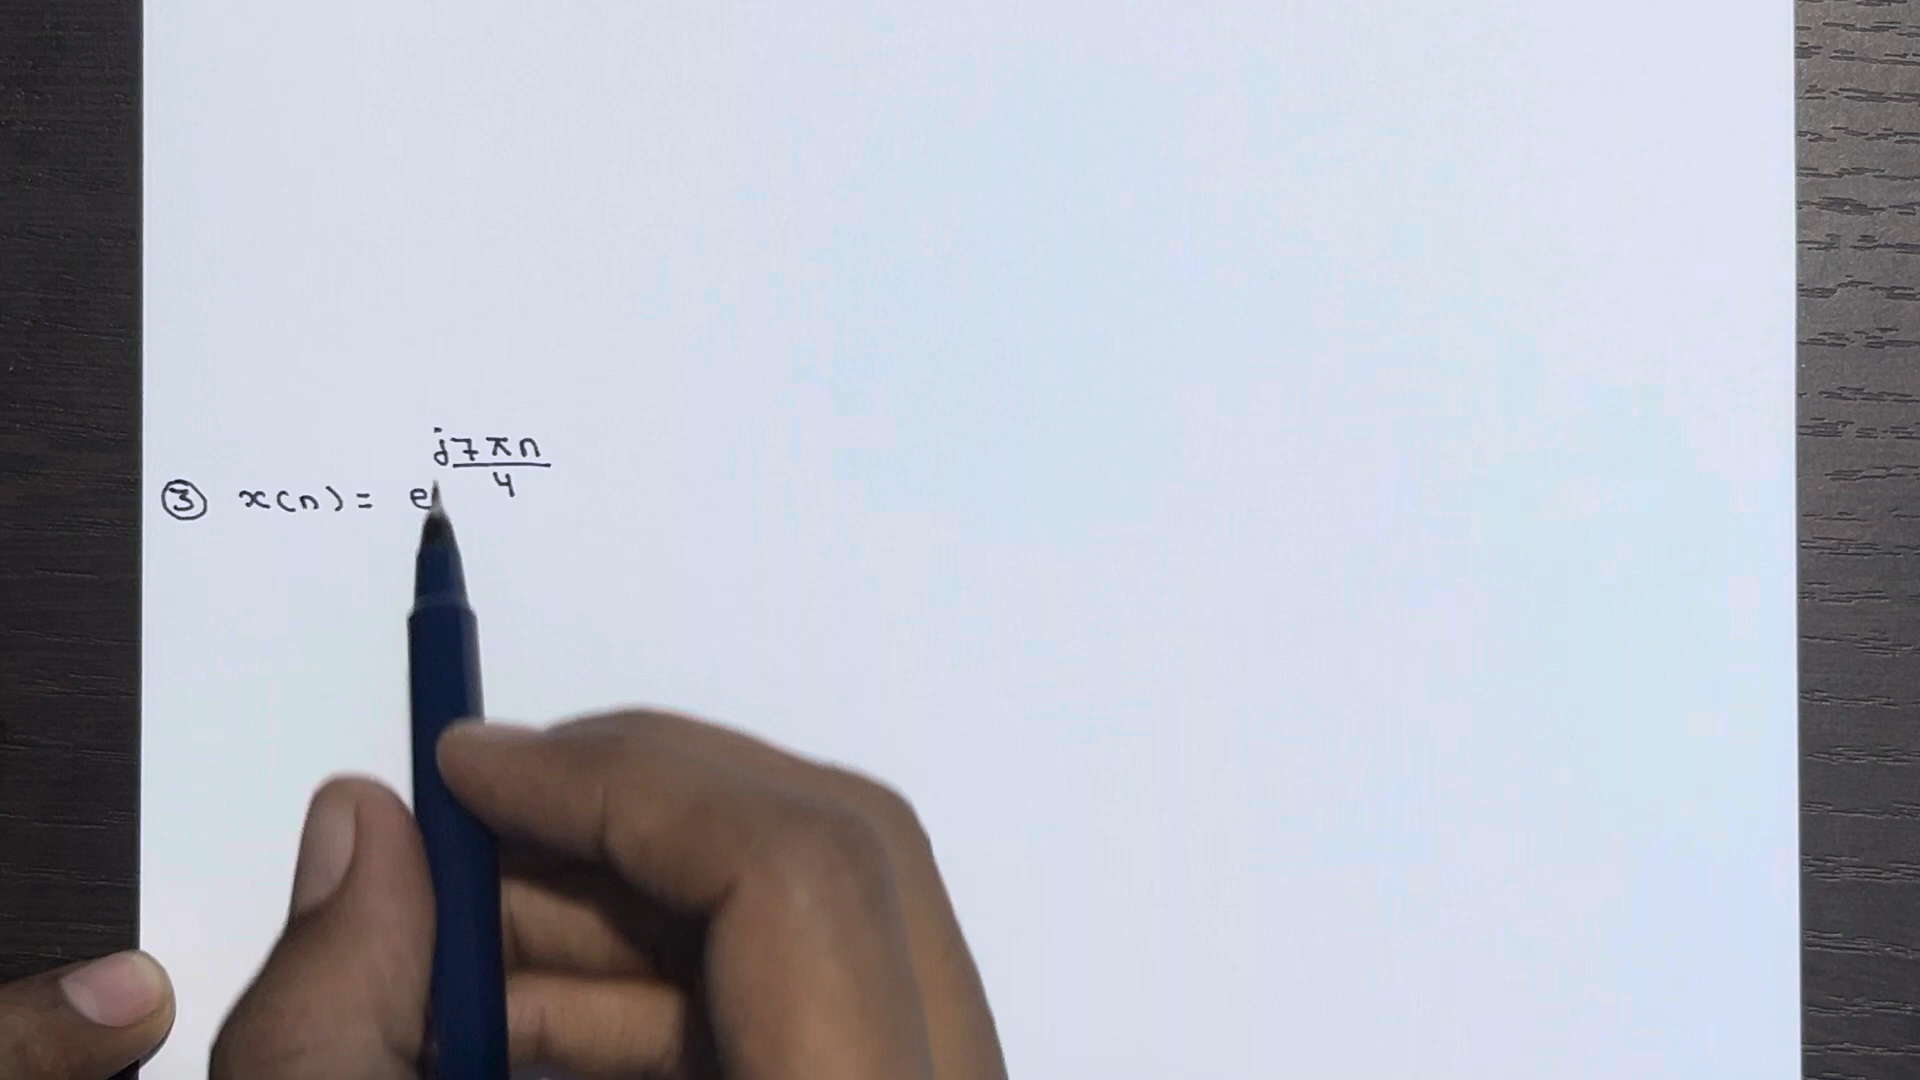 ③ x(n) = e^(j7πn/4)